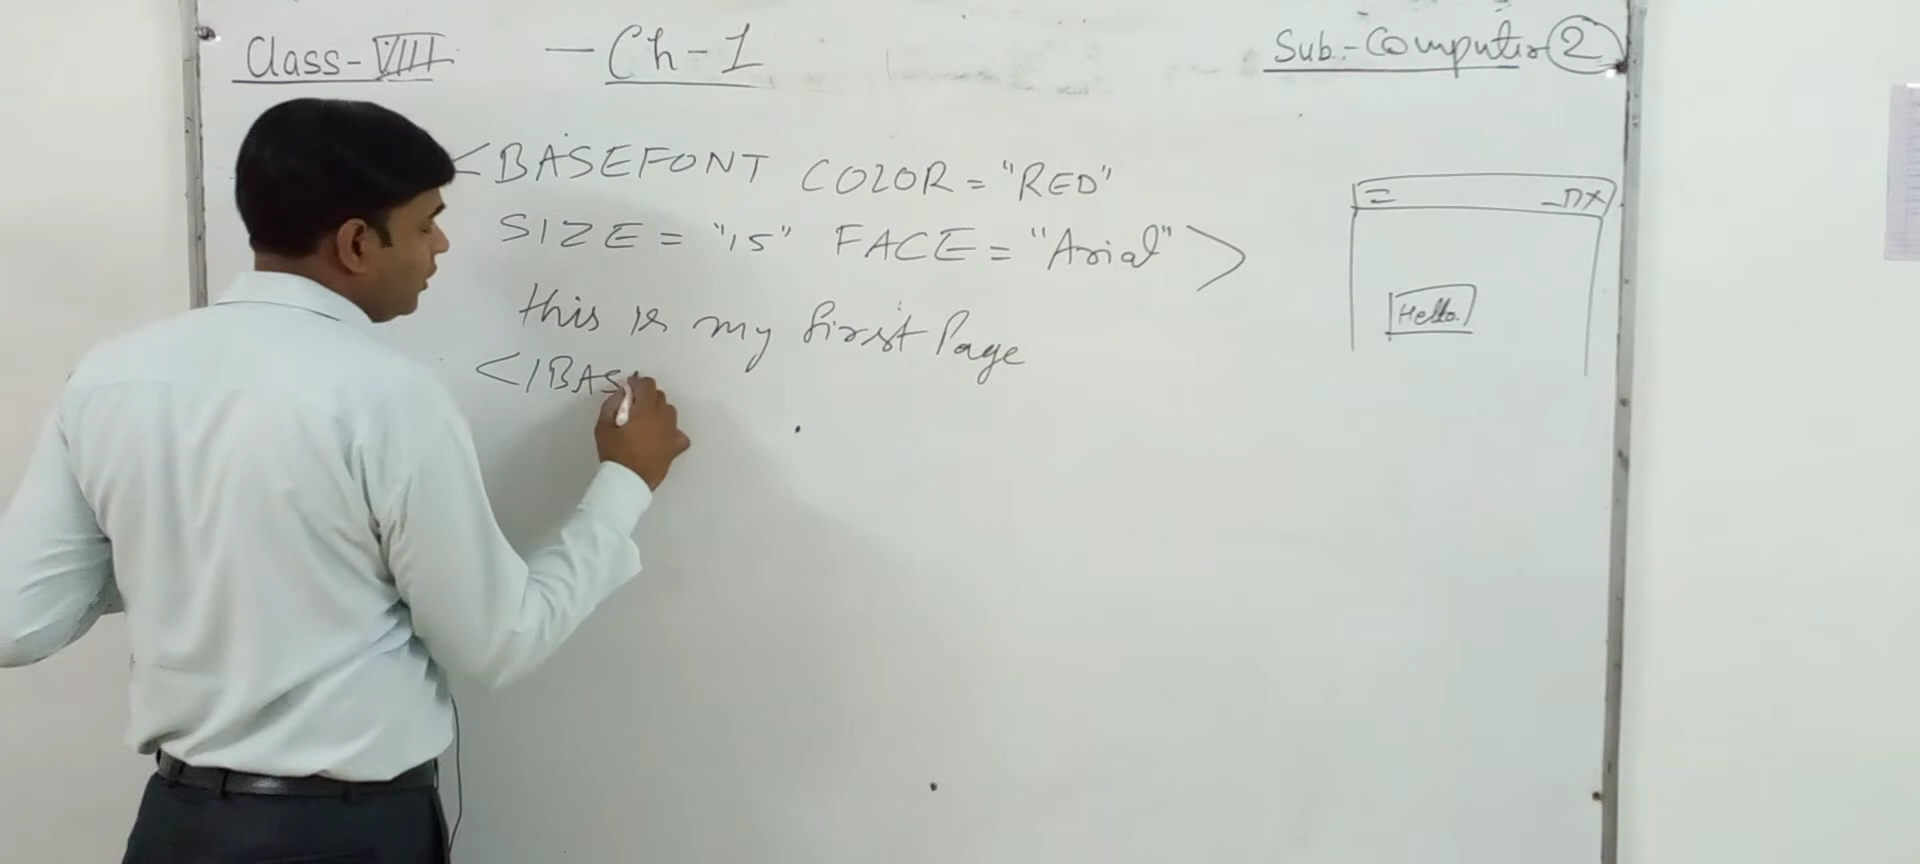 Class-VIII - Ch-1 Sub.- Computer 2
<BASEFONT COLOR = "RED"
SIZE = "15" FACE = "Arial" >
this is my first Page
</BAS
Hello.